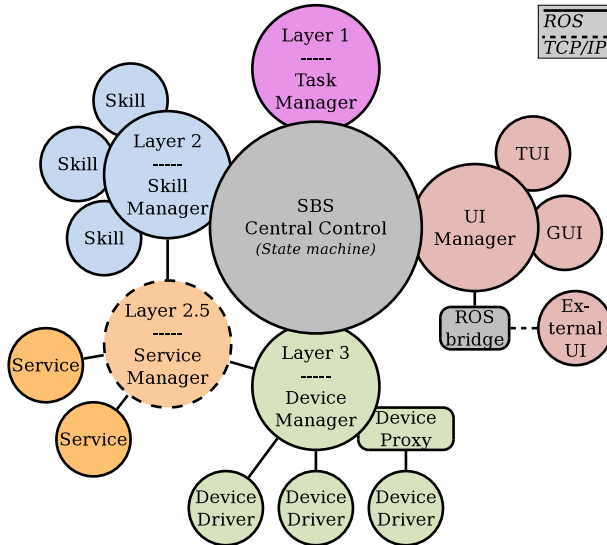 Layer 1
-----
Task
Manager
ROS
TCP/IP
Skill
Skill
Skill
Layer 2
-----
Skill
Manager
SBS
Central Control
(State machine)
UI
Manager
TUI
GUI
ROS
bridge
Ex-
ternal
UI
Layer 2.5
-----
Service
Manager
Service
Service
Layer 3
-----
Device
Manager
Device
Proxy
Device
Driver
Device
Driver
Device
Driver